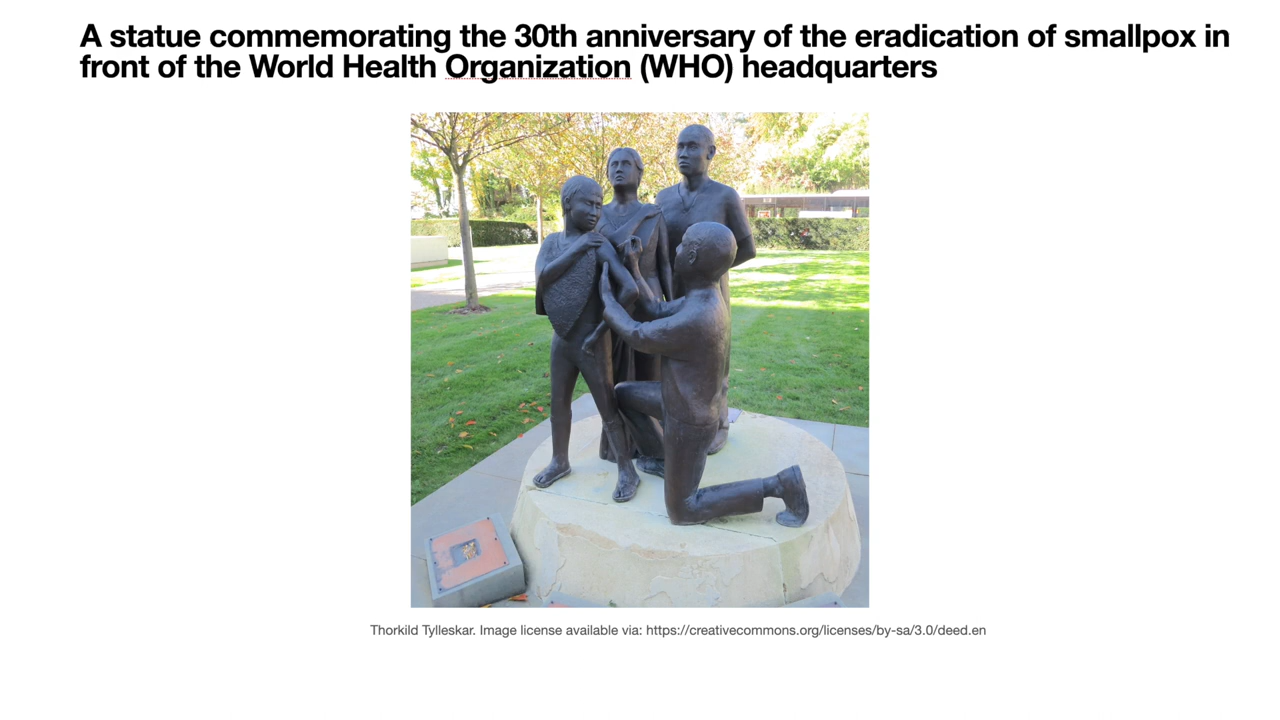 A statue commemorating the 30th anniversary of the eradication of smallpox in
front of the World Health Organization (WHO) headquarters
Thorkild Tylleskar. Image license available via: https://creativecommons.org/licenses/by-sa/3.0/deed.en